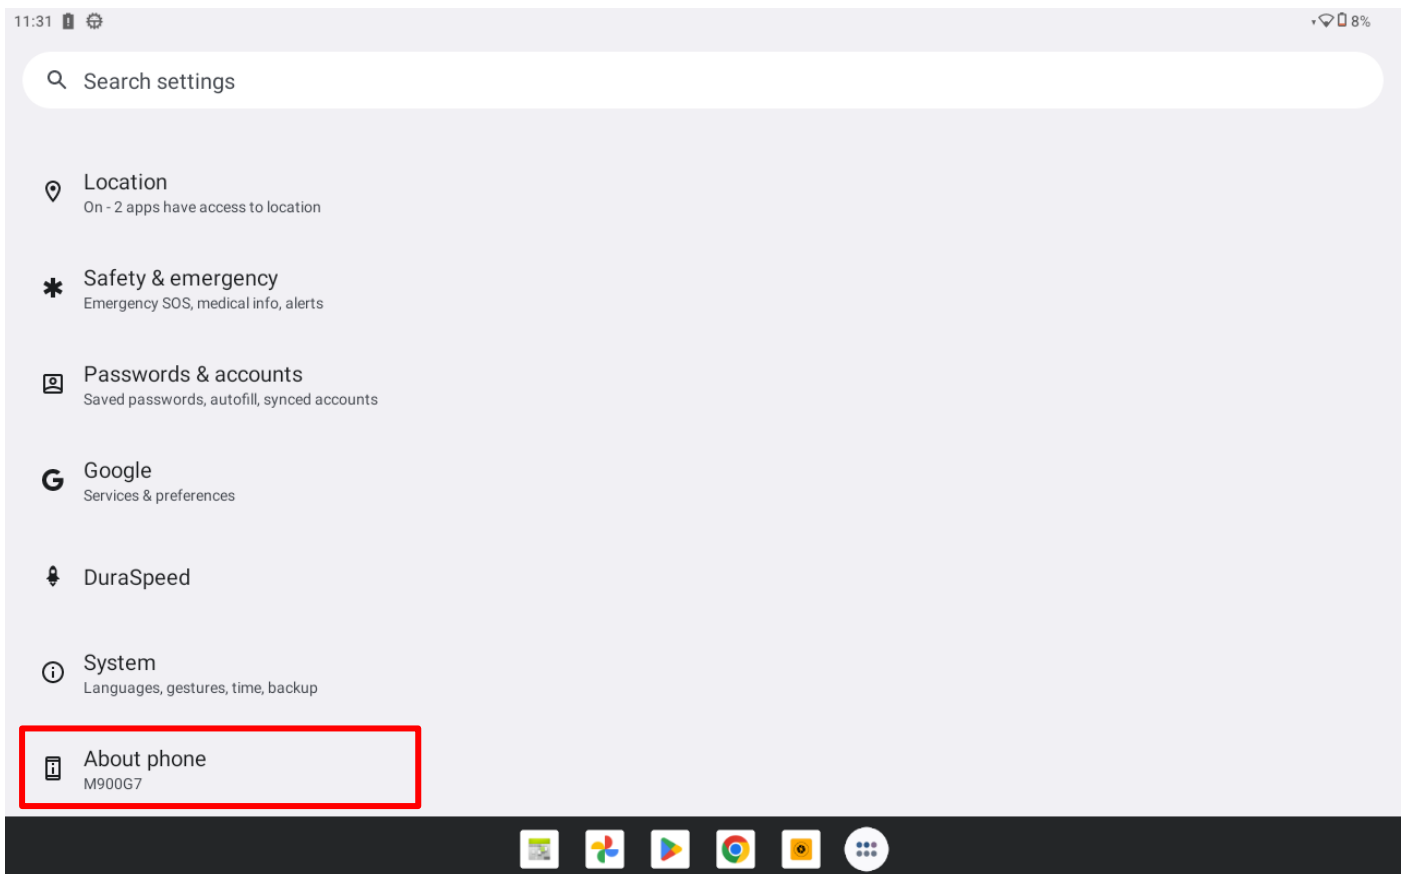 11:31
8%
Search settings
Location
On - 2 apps have access to location
Safety & emergency
Emergency SOS, medical info, alerts
Passwords & accounts
Saved passwords, autofill, synced accounts
Google
Services & preferences
DuraSpeed
System
Languages, gestures, time, backup
About phone
M900G7